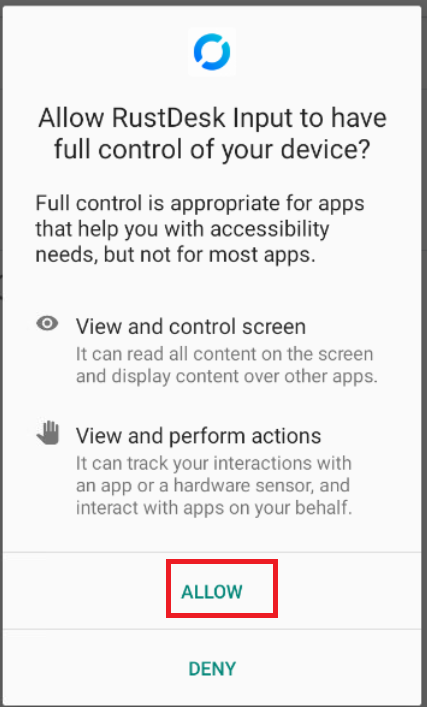 Allow RustDesk Input to have
full control of your device?
Full control is appropriate for apps
that help you with accessibility
needs, but not for most apps.
View and control screen
It can read all content on the screen
and display content over other apps.
View and perform actions
It can track your interactions with
an app or a hardware sensor, and
interact with apps on your behalf.
ALLOW
DENY